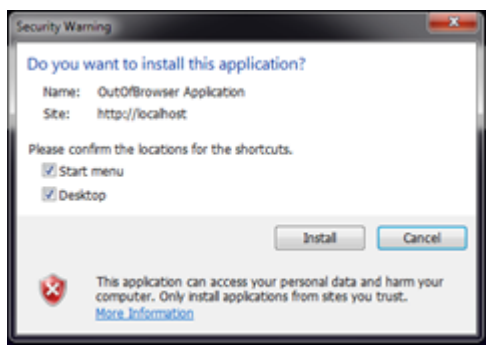 Security Warning
Do you want to install this application?
Name: OutOfBrowser Application
Site: http://localhost
Please confirm the locations for the shortcuts.
Start menu
Desktop
Install Cancel
This application can access your personal data and harm your
computer. Only install applications from sites you trust.
More Information